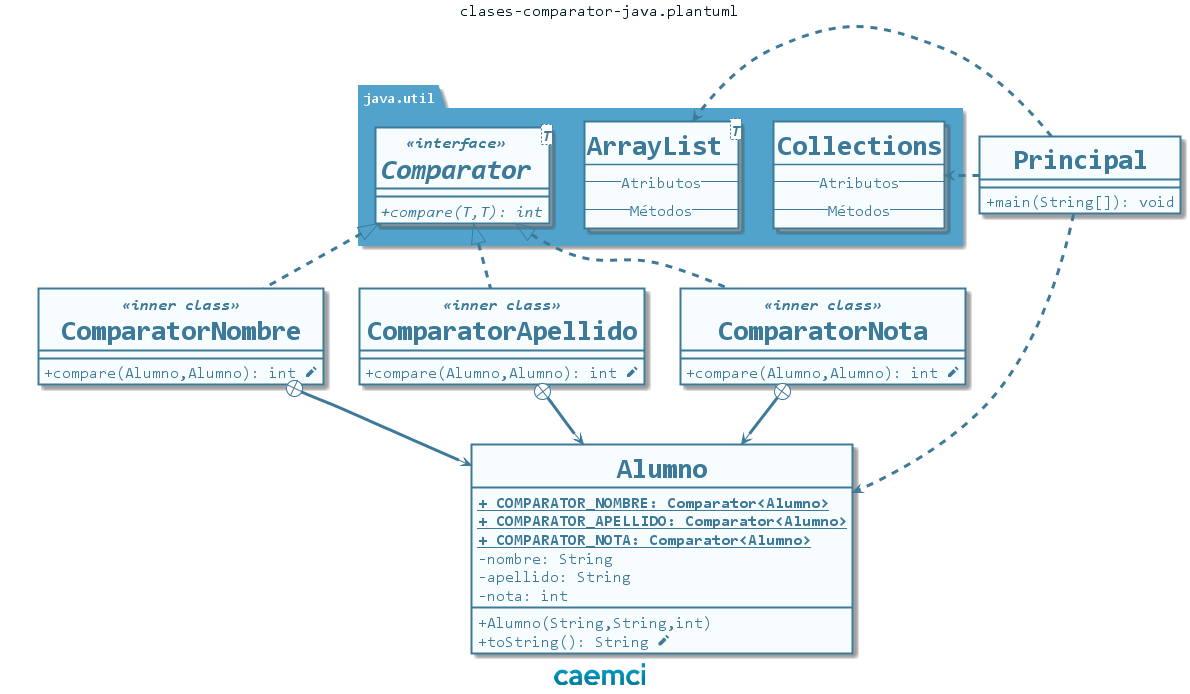 clases-comparator-java.plantuml
java.util
«interface»
T
Comparator
+compare(T,T): int
T
ArrayList
Atributos
Métodos
Collections
Atributos
Métodos
Principal
+main(String[]): void
«inner class»
ComparatorNombre
+compare(Alumno,Alumno): int
«inner class»
ComparatorApellido
+compare(Alumno,Alumno): int
«inner class»
ComparatorNota
+compare(Alumno,Alumno): int
Alumno
+ COMPARATOR_NOMBRE: Comparator<Alumno>
+ COMPARATOR_APELLIDO: Comparator<Alumno>
+ COMPARATOR_NOTA: Comparator<Alumno>
-nombre: String
-apellido: String
-nota: int
+Alumno(String,String,int)
+toString(): String
caemci